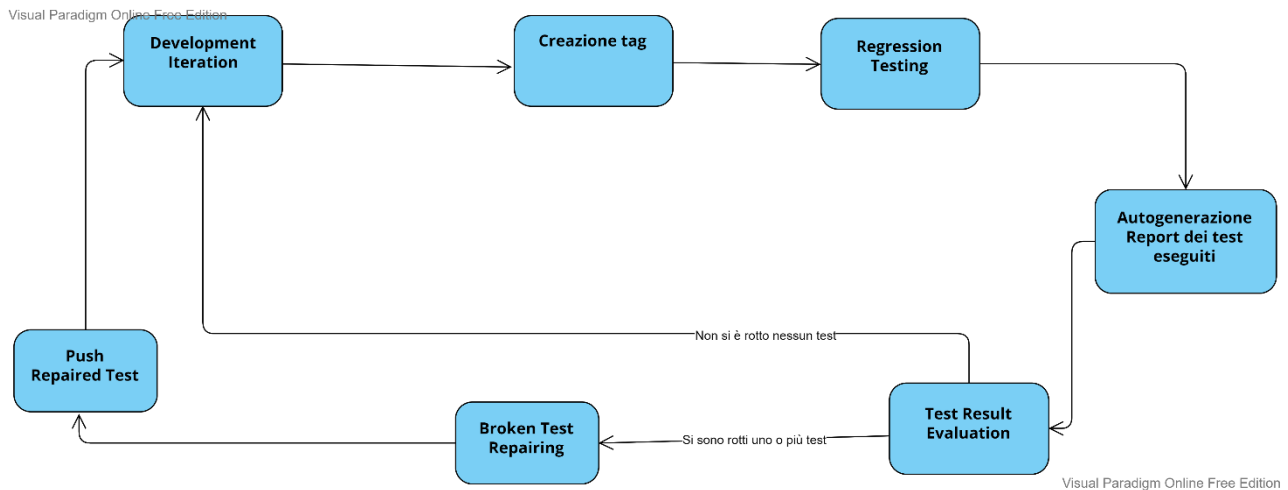 Visual Paradigm Online Free Edition
Development
Iteration
Creazione tag
Regression
Testing
Autogenerazione
Report dei test
eseguiti
Non si è rotto nessun test
Push
Repaired Test
Broken Test
Repairing
Si sono rotti uno o più test
Test Result
Evaluation
Visual Paradigm Online Free Edition